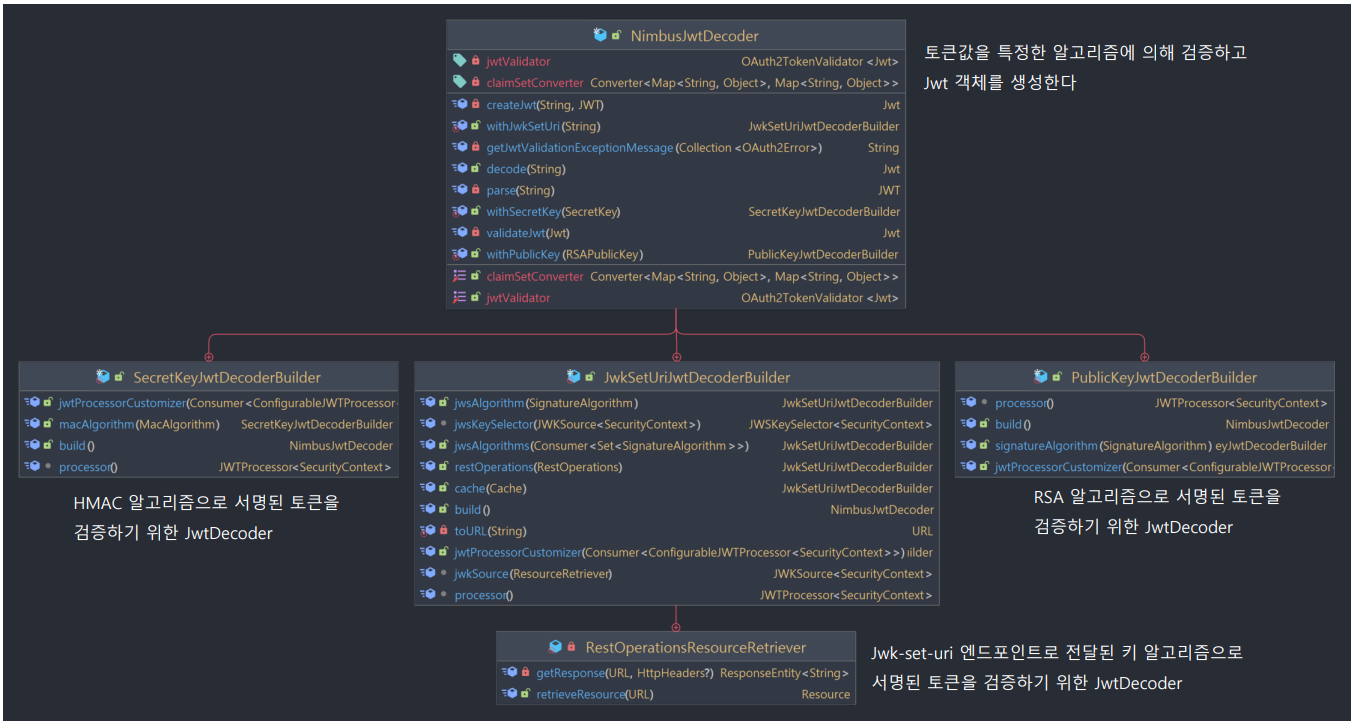 NimbusJwtDecoder
jwtValidator OAuth2TokenValidator <Jwt>
claimSetConverter Converter<Map<String, Object>, Map<String, Object>>
createJwt(String, JWT) Jwt
withJwkSetUri(String) JwkSetUriJwtDecoderBuilder
getJwtValidationExceptionMessage(Collection <OAuth2Error>) String
decode(String) Jwt
parse(String) JWT
withSecretKey(SecretKey) SecretKeyJwtDecoderBuilder
validateJwt(Jwt) Jwt
withPublicKey (RSAPublicKey) PublicKeyJwtDecoderBuilder
claimSetConverter Converter<Map<String, Object>, Map<String, Object>>
jwtValidator OAuth2TokenValidator <Jwt>
토큰값을 특정한 알고리즘에 의해 검증하고
Jwt 객체를 생성한다
SecretKeyJwtDecoderBuilder
jwtProcessorCustomizer(Consumer<ConfigurableJWTProcessor
macAlgorithm(MacAlgorithm) SecretKeyJwtDecoderBuilder
build() NimbusJwtDecoder
processor() JWTProcessor<SecurityContext>
HMAC 알고리즘으로 서명된 토큰을
검증하기 위한 JwtDecoder
JwkSetUriJwtDecoderBuilder
jwsAlgorithm(SignatureAlgorithm) JwkSetUriJwtDecoderBuilder
jwsKeySelector(JWKSource<SecurityContext>) JWSKeySelector<SecurityContext>
jwsAlgorithms(Consumer<Set<SignatureAlgorithm>>) JwkSetUriJwtDecoderBuilder
restOperations(RestOperations) JwkSetUriJwtDecoderBuilder
cache(Cache) JwkSetUriJwtDecoderBuilder
build() NimbusJwtDecoder
toURL(String) URL
jwtProcessorCustomizer(Consumer<ConfigurableJWTProcessor<SecurityContext>>)uilder
jwkSource(ResourceRetriever) JWKSource<SecurityContext>
processor() JWTProcessor<SecurityContext>
PublicKeyJwtDecoderBuilder
processor() JWTProcessor<SecurityContext>
build() NimbusJwtDecoder
signatureAlgorithm(SignatureAlgorithm) eyJwtDecoderBuilder
jwtProcessorCustomizer(Consumer<ConfigurableJWTProcessor
RSA 알고리즘으로 서명된 토큰을
검증하기 위한 JwtDecoder
RestOperationsResourceRetriever
getResponse(URL, HttpHeaders?) ResponseEntity<String>
retrieveResource(URL) Resource
Jwk-set-uri 엔드포인트로 전달된 키 알고리즘으로
서명된 토큰을 검증하기 위한 JwtDecoder